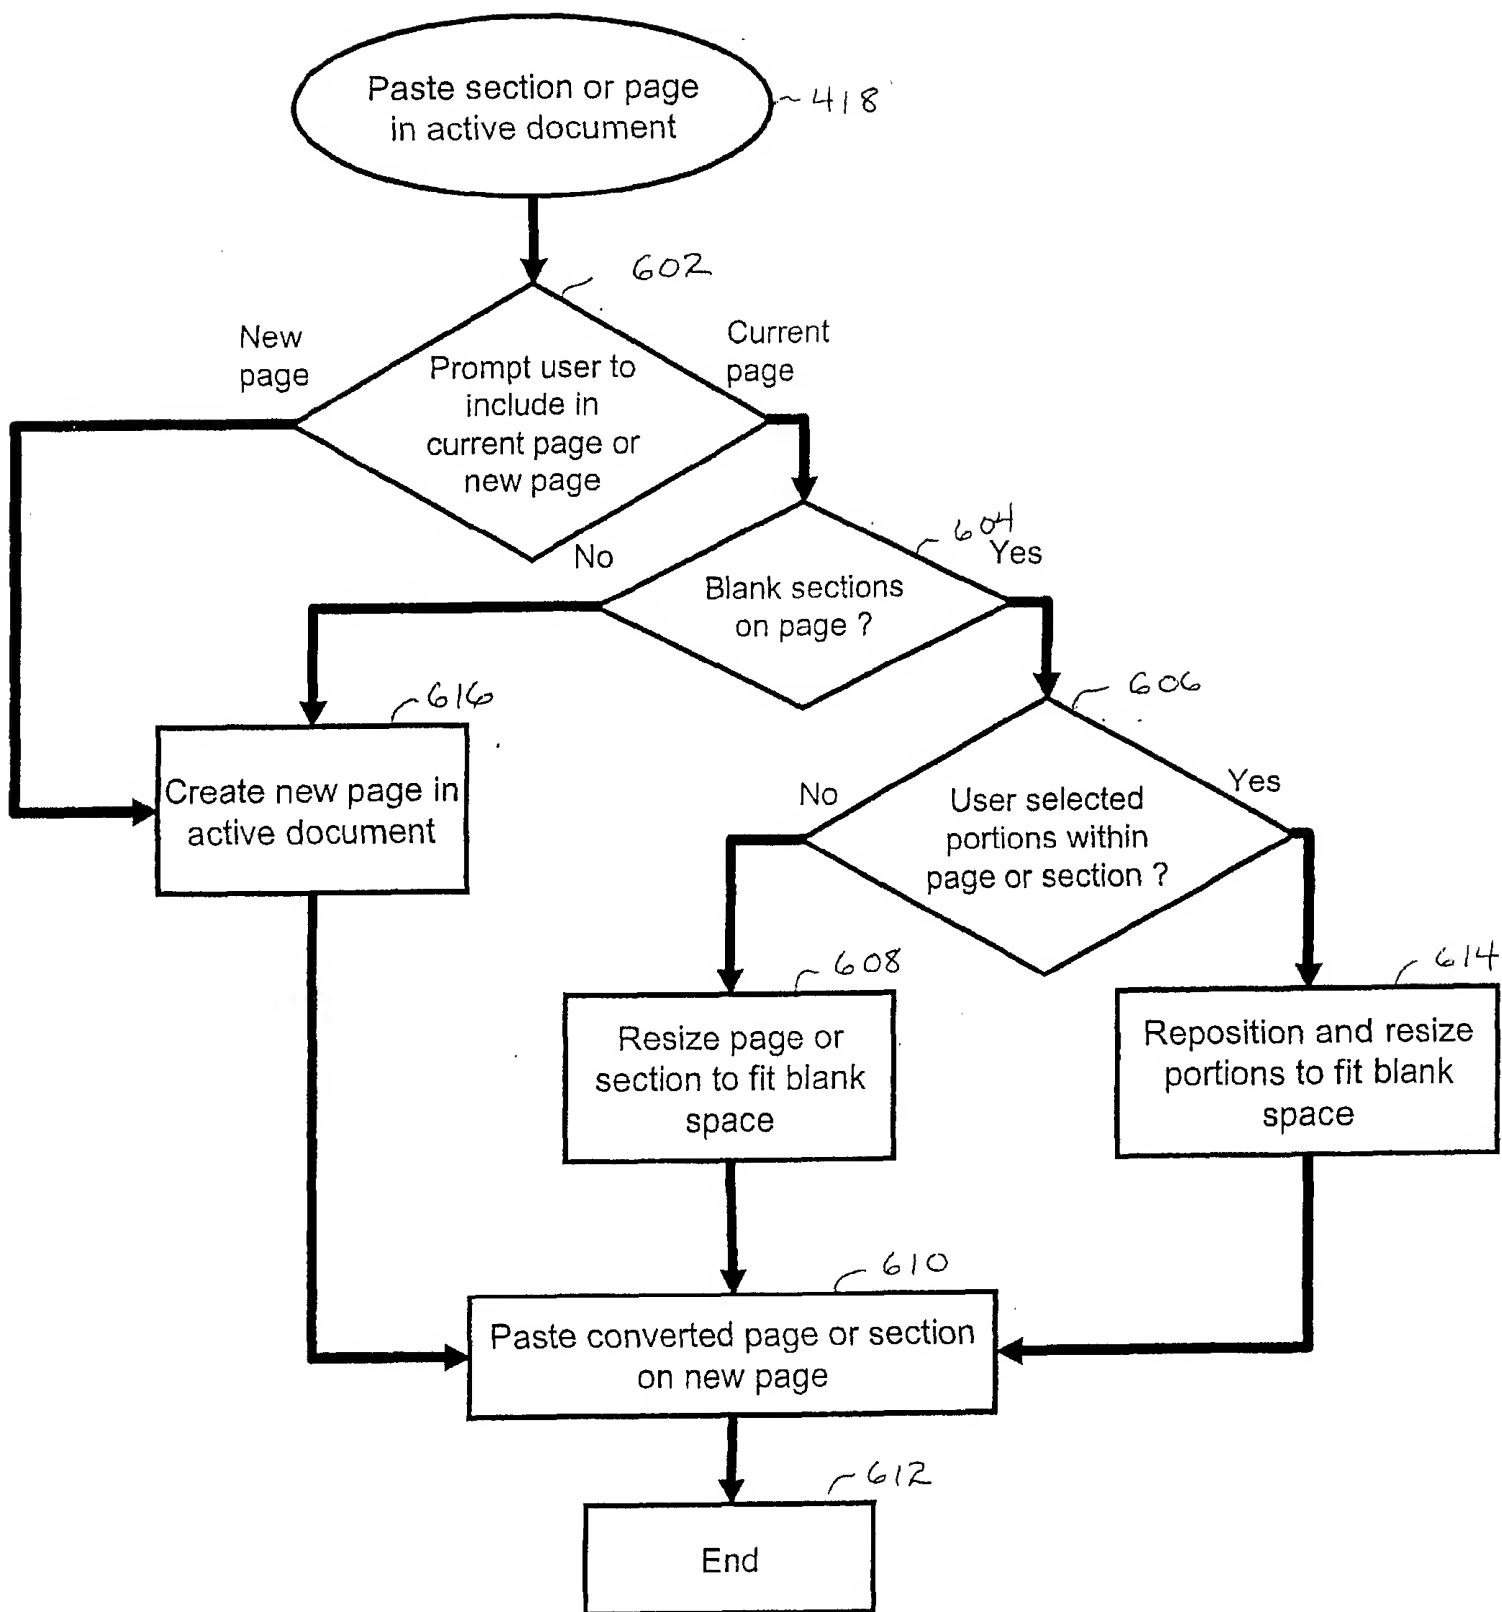 Paste section or page
in active document
418
602
New
page
Current
page
Prompt user to
include in
current page or
new page
604
No
Yes
Blank sections
on page ?
616
606
Create new page in
active document
No
Yes
User selected
portions within
page or section ?
608
614
Resize page or
section to fit blank
space
Reposition and resize
portions to fit blank
space
610
Paste converted page or section
on new page
612
End